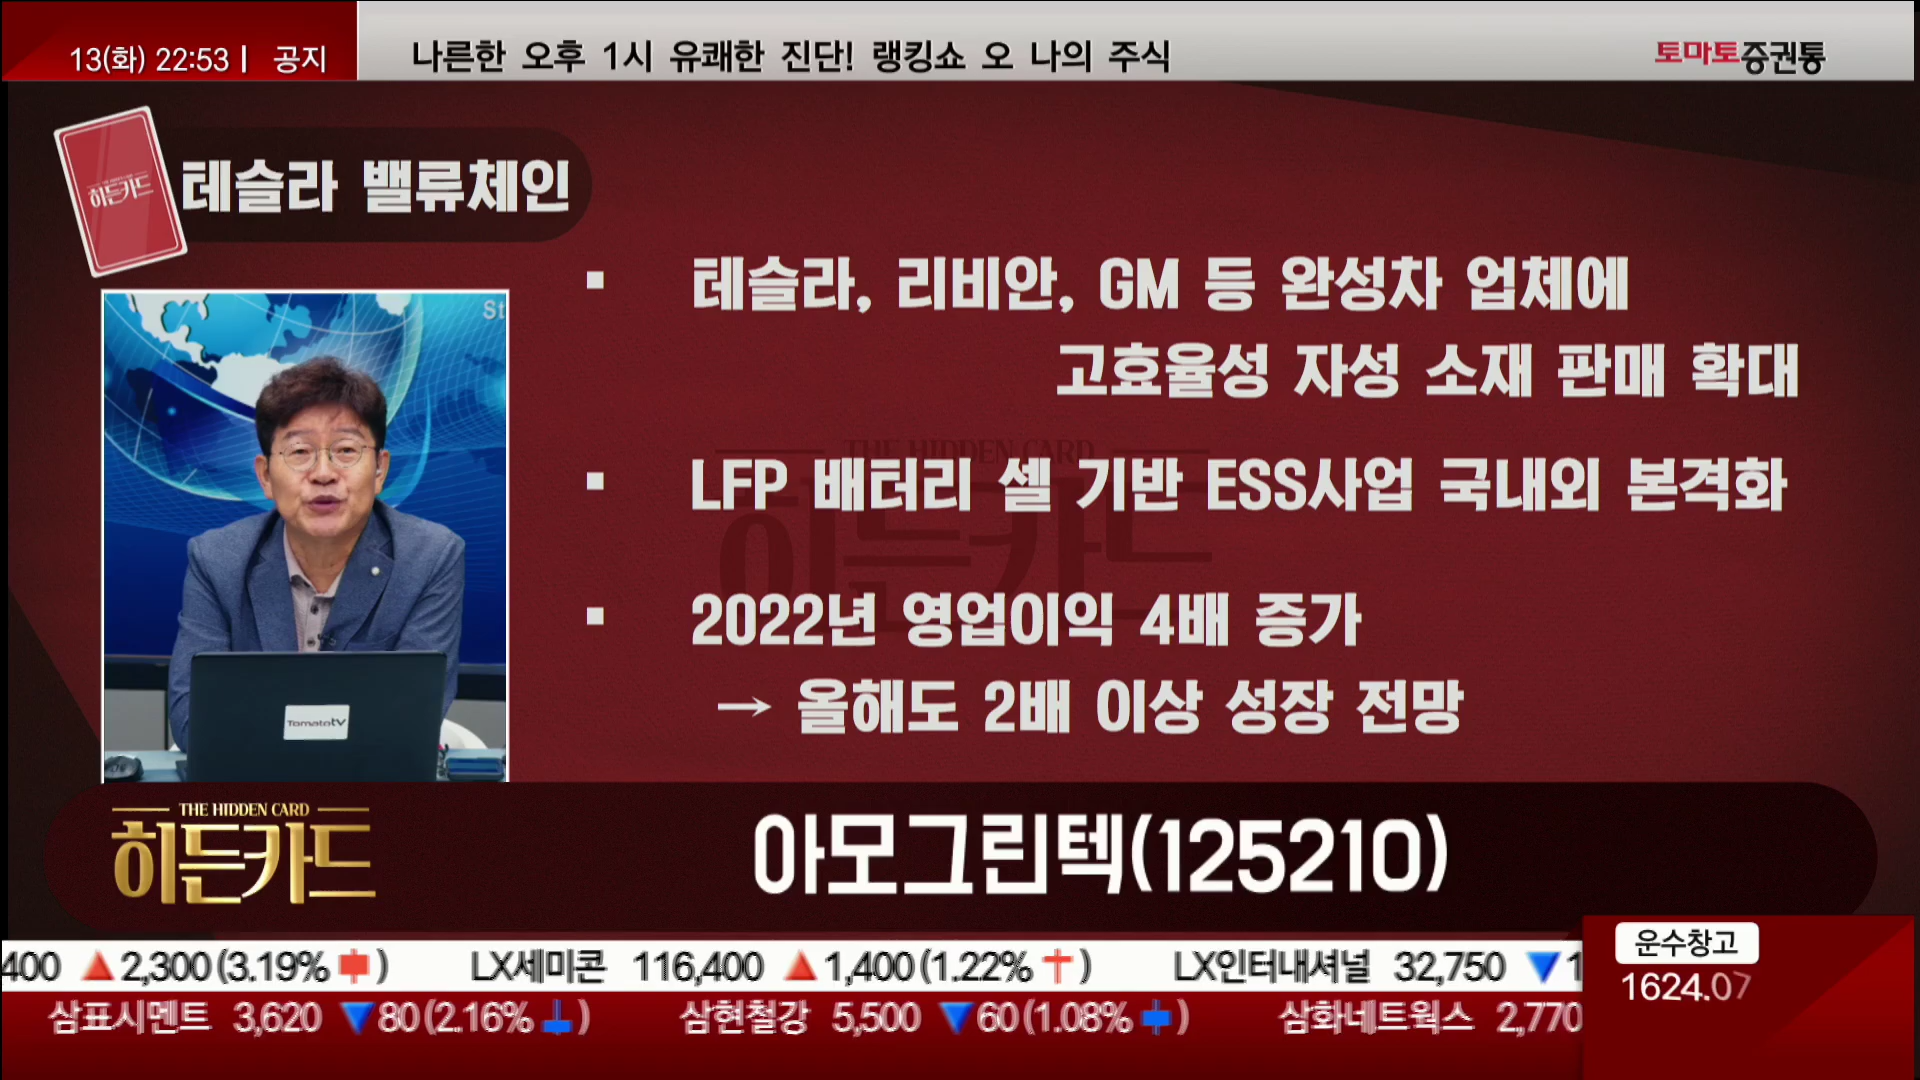 13(화) 22:53 | 공지
나른한 오후 1시 유쾌한 진단! 랭킹쇼 오 나의 주식
토마토증권통
히든카드
테슬라 밸류체인
St
▪ 테슬라, 리비안, GM 등 완성차 업체에
고효율성 자성 소재 판매 확대
THE HIDDEN CARD
히든카드
▪ LFP 배터리 셀 기반 ESS사업 국내외 본격화
▪ 2022년 영업이익 4배 증가
→ 올해도 2배 이상 성장 전망
TomatoTV
THE HIDDEN CARD
히든카드
아모그린텍(125210)
400 ▲2,300(3.19%) LX세미콘 116,400 ▲1,400(1.22%) LX인터내셔널 32,750 ▼1
삼표시멘트 3,620 ▼80(2.16%) 삼현철강 5,500 ▼60(1.08%) 삼화네트웍스 2,770
운수창고
1624.07